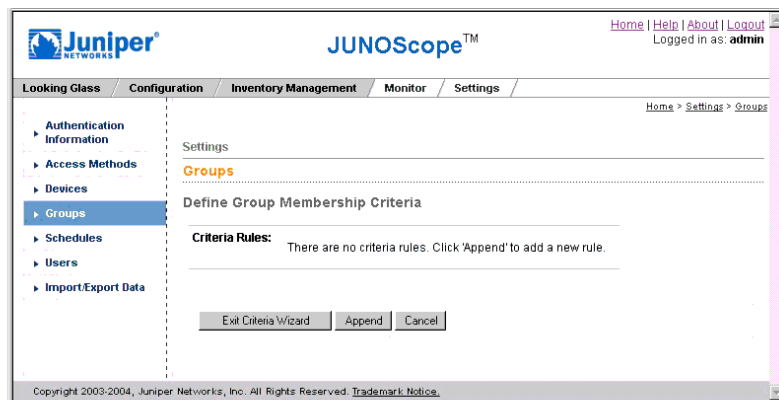 Juniper®
NETWORKS
JUNOScope™
Home | Help | About | Logout
Logged in as: admin
Looking Glass / Configuration / Inventory Management / Monitor / Settings /
Home > Settings > Groups
Authentication
Information
Access Methods
Devices
Groups
Schedules
Users
Import/Export Data
Settings
Groups
Define Group Membership Criteria
Criteria Rules:
There are no criteria rules. Click 'Append' to add a new rule.
Exit Criteria Wizard Append Cancel
Copyright 2003-2004, Juniper Networks, Inc. All Rights Reserved. Trademark Notice.